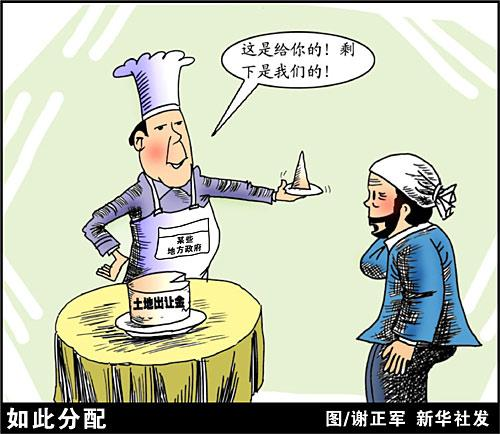 这是给你的！剩
下是我们的！
某些
地方政府
土地出让金
如此分配
图/谢正军 新华社发